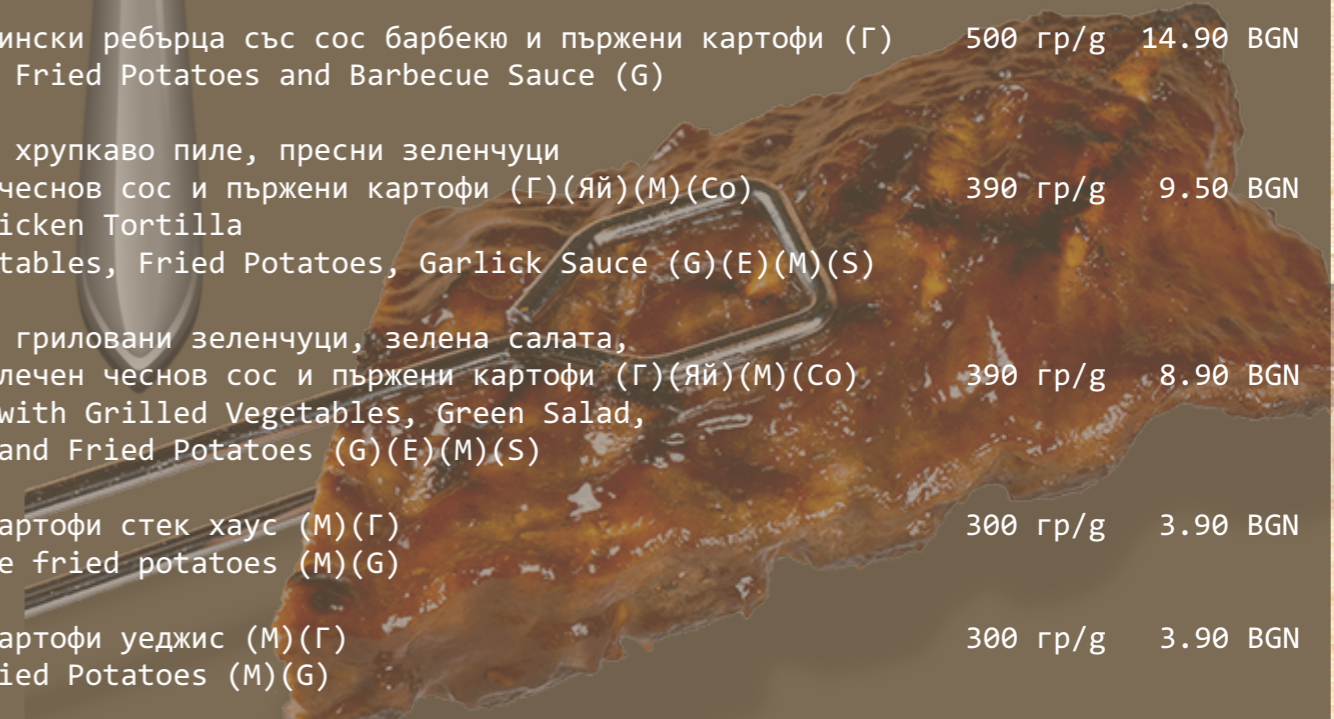 ински ребърца със сос барбекю и пържени картофи (Г) 500 гр/g 14.90 BGN
Fried Potatoes and Barbecue Sauce (G)
хрупкаво пиле, пресни зеленчуци
чеснов сос и пържени картофи (Г)(Яй)(М)(Со) 390 гр/g 9.50 BGN
icken Tortilla
tables, Fried Potatoes, Garlick Sauce (G)(E)(M)(S)
гриловани зеленчуци, зелена салата,
лечен чеснов сос и пържени картофи (Г)(Яй)(М)(Со) 390 гр/g 8.90 BGN
with Grilled Vegetables, Green Salad,
and Fried Potatoes (G)(E)(M)(S)
артофи стек хаус (М)(Г) 300 гр/g 3.90 BGN
e fried potatoes (M)(G)
артофи уеджис (М)(Г) 300 гр/g 3.90 BGN
ied Potatoes (M)(G)